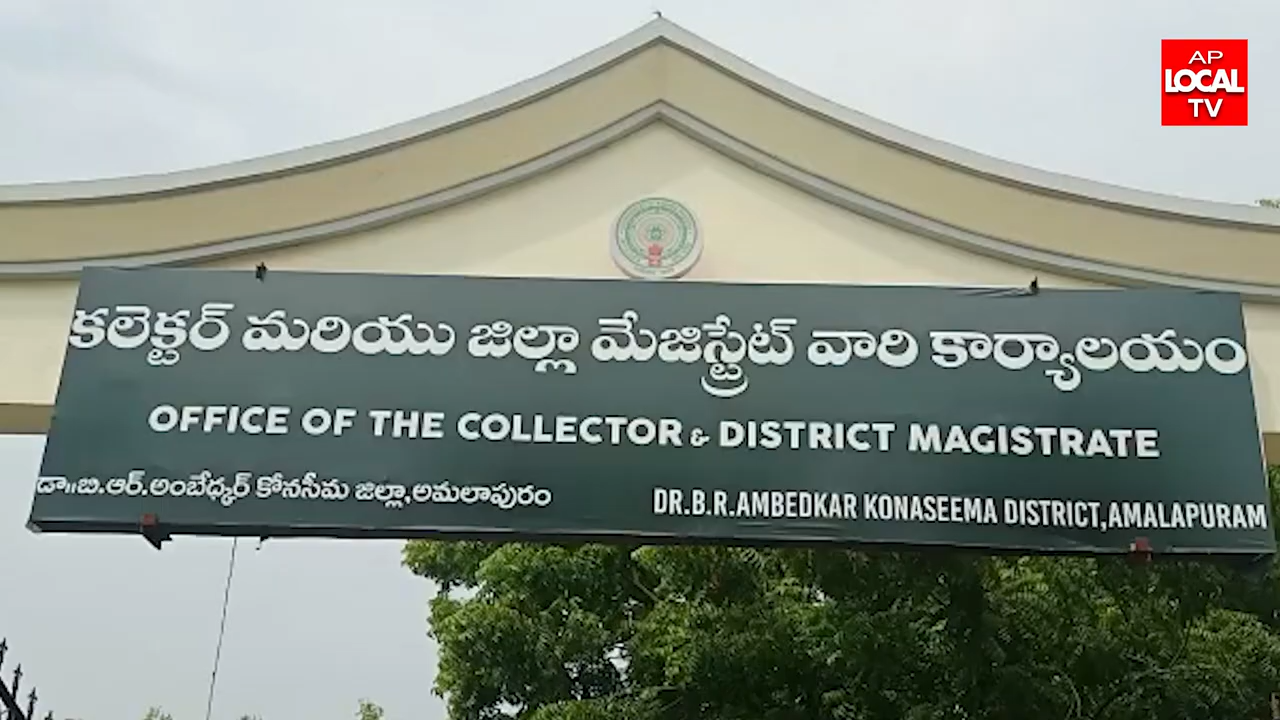 AP
LOCAL
TV
కలెక్టర్ మరియు జిల్లా మేజిస్ట్రేట్ వారి కార్యాలయం
OFFICE OF THE COLLECTOR & DISTRICT MAGISTRATE
డా||బి.ఆర్.అంబేధ్కర్ కోనసీమ జిల్లా,అమలాపురం
DR.B.R.AMBEDKAR KONASEEMA DISTRICT,AMALAPURAM